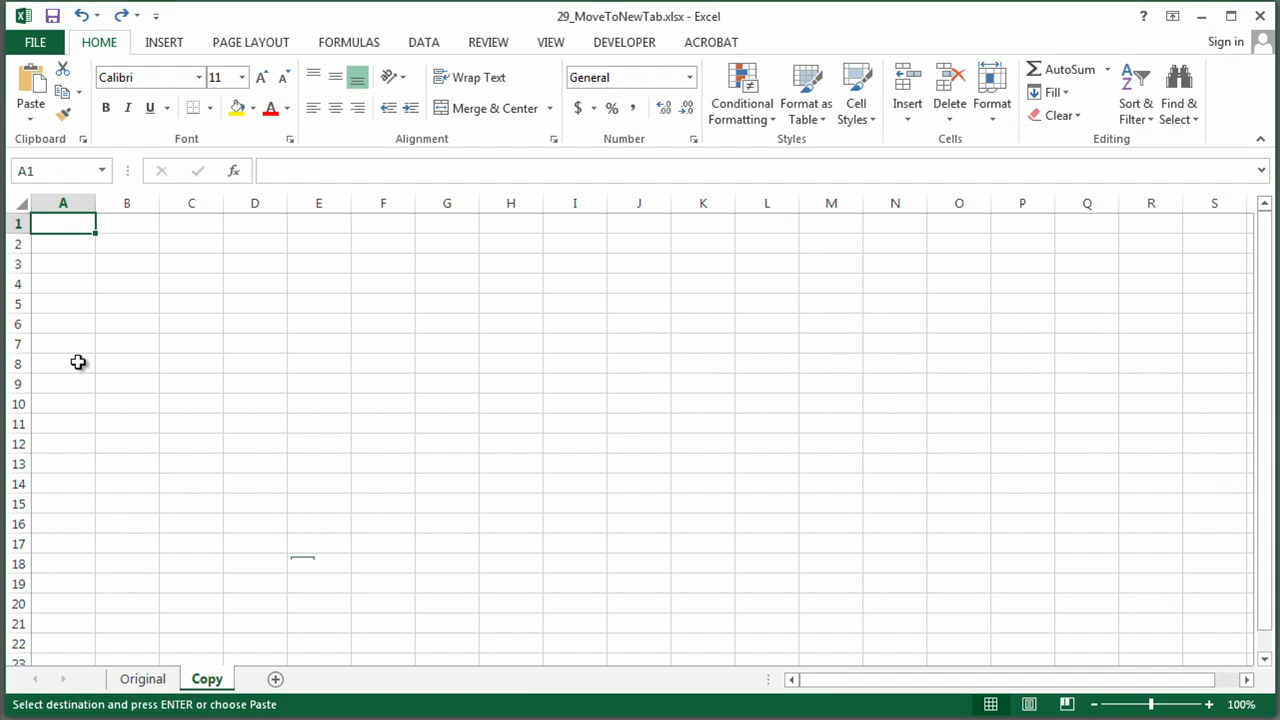 29_MoveToNewTab.xlsx - Excel
FILE HOME INSERT PAGE LAYOUT FORMULAS DATA REVIEW VIEW DEVELOPER ACROBAT Sign in
Calibri 11 Wrap Text General AutoSum
Paste B I U Merge & Center $ % , Conditional Formatting Format as Table Cell Styles Insert Delete Format Fill Clear Sort & Filter Find & Select
Clipboard Font Alignment Number Styles Cells Editing
A1 fx
A B C D E F G H I J K L M N O P Q R S
1
2
3
4
5
6
7
8
9
10
11
12
13
14
15
16
17
18
19
20
21
22
23
Original Copy
Select destination and press ENTER or choose Paste 100%